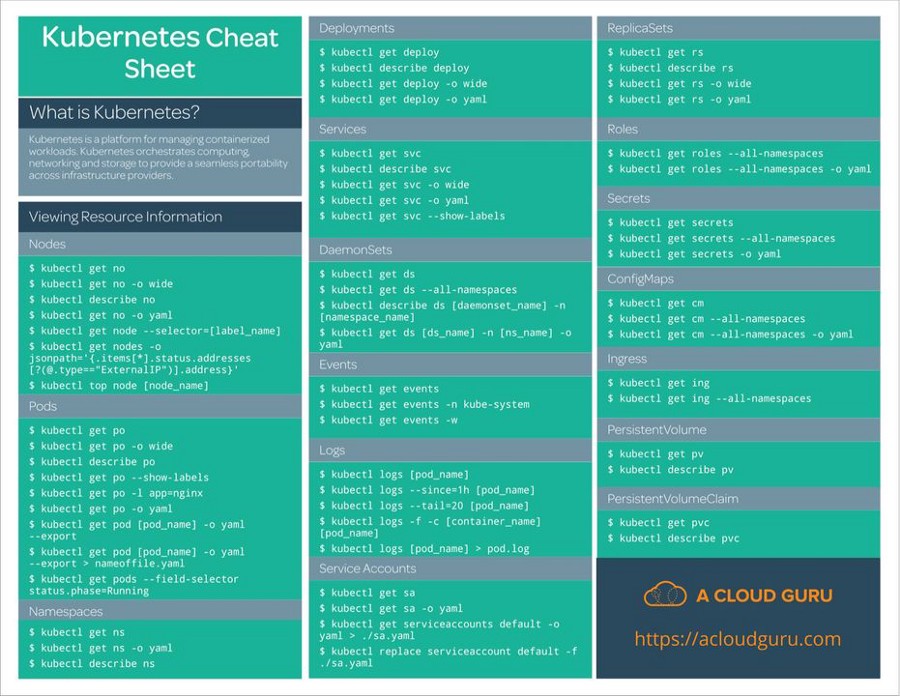 Kubernetes Cheat
Sheet
What is Kubernetes?
Kubernetes is a platform for managing containerized
workloads. Kubernetes orchestrates computing,
networking and storage to provide a seamless portability
across infrastructure providers.
Viewing Resource Information
Nodes
$ kubectl get no
$ kubectl get no -o wide
$ kubectl describe no
$ kubectl get no -o yaml
$ kubectl get node --selector=[label_name]
$ kubectl get nodes -o
jsonpath='{.items[*].status.addresses
[?(@.type=="ExternalIP")].address}'
$ kubectl top node [node_name]
Pods
$ kubectl get po
$ kubectl get po -o wide
$ kubectl describe po
$ kubectl get po --show-labels
$ kubectl get po -l app=nginx
$ kubectl get po -o yaml
$ kubectl get pod [pod_name] -o yaml
--export
$ kubectl get pod [pod_name] -o yaml
--export > nameoffile.yaml
$ kubectl get pods --field-selector
status.phase=Running
Namespaces
$ kubectl get ns
$ kubectl get ns -o yaml
$ kubectl describe ns
Deployments
$ kubectl get deploy
$ kubectl describe deploy
$ kubectl get deploy -o wide
$ kubectl get deploy -o yaml
Services
$ kubectl get svc
$ kubectl describe svc
$ kubectl get svc -o wide
$ kubectl get svc -o yaml
$ kubectl get svc --show-labels
DaemonSets
$ kubectl get ds
$ kubectl get ds --all-namespaces
$ kubectl describe ds [daemonset_name] -n
[namespace_name]
$ kubectl get ds [ds_name] -n [ns_name] -o
yaml
Events
$ kubectl get events
$ kubectl get events -n kube-system
$ kubectl get events -w
Logs
$ kubectl logs [pod_name]
$ kubectl logs --since=1h [pod_name]
$ kubectl logs --tail=20 [pod_name]
$ kubectl logs -f -c [container_name]
[pod_name]
$ kubectl logs [pod_name] > pod.log
Service Accounts
$ kubectl get sa
$ kubectl get sa -o yaml
$ kubectl get serviceaccounts default -o
yaml > ./sa.yaml
$ kubectl replace serviceaccount default -f
./sa.yaml
ReplicaSets
$ kubectl get rs
$ kubectl describe rs
$ kubectl get rs -o wide
$ kubectl get rs -o yaml
Roles
$ kubectl get roles --all-namespaces
$ kubectl get roles --all-namespaces -o yaml
Secrets
$ kubectl get secrets
$ kubectl get secrets --all-namespaces
$ kubectl get secrets -o yaml
ConfigMaps
$ kubectl get cm
$ kubectl get cm --all-namespaces
$ kubectl get cm --all-namespaces -o yaml
Ingress
$ kubectl get ing
$ kubectl get ing --all-namespaces
PersistentVolume
$ kubectl get pv
$ kubectl describe pv
PersistentVolumeClaim
$ kubectl get pvc
$ kubectl describe pvc
A CLOUD GURU
https://acloudguru.com